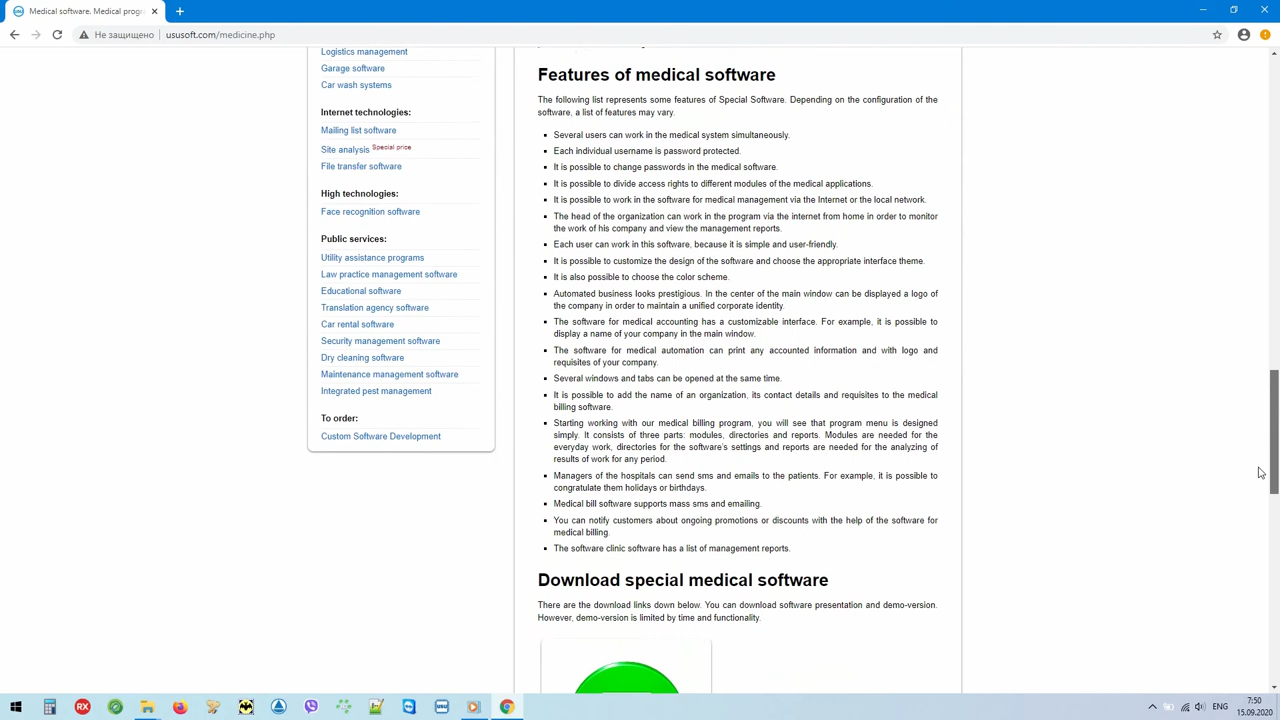 Medical software. Medical progr
Не защищено
ususoft.com/medicine.php
Logistics management
Garage software
Car wash systems
Internet technologies:
Mailing list software
Site analysis Special price
File transfer software
High technologies:
Face recognition software
Public services:
Utility assistance programs
Law practice management software
Educational software
Translation agency software
Car rental software
Security management software
Dry cleaning software
Maintenance management software
Integrated pest management
To order:
Custom Software Development
Features of medical software
The following list represents some features of Special Software. Depending on the configuration of the
software, a list of features may vary.
Several users can work in the medical system simultaneously.
Each individual username is password protected.
It is possible to change passwords in the medical software.
It is possible to divide access rights to different modules of the medical applications.
It is possible to work in the software for medical management via the Internet or the local network.
The head of the organization can work in the program via the internet from home in order to monitor
the work of his company and view the management reports.
Each user can work in this software, because it is simple and user-friendly.
It is possible to customize the design of the software and choose the appropriate interface theme.
It is also possible to choose the color scheme.
Automated business looks prestigious. In the center of the main window can be displayed a logo of
the company in order to maintain a unified corporate identity.
The software for medical accounting has a customizable interface. For example, it is possible to
display a name of your company in the main window.
The software for medical automation can print any accounted information and with logo and
requisites of your company.
Several windows and tabs can be opened at the same time.
It is possible to add the name of an organization, its contact details and requisites to the medical
billing software.
Starting working with our medical billing program, you will see that program menu is designed
simply. It consists of three parts: modules, directories and reports. Modules are needed for the
everyday work, directories for the software's settings and reports are needed for the analyzing of
results of work for any period.
Managers of the hospitals can send sms and emails to the patients. For example, it is possible to
congratulate them holidays or birthdays.
Medical bill software supports mass sms and emailing.
You can notify customers about ongoing promotions or discounts with the help of the software for
medical billing.
The software clinic software has a list of management reports.
Download special medical software
There are the download links down below. You can download software presentation and demo-version.
However, demo-version is limited by time and functionality.
RX
USU
ENG
7:50
15.09.2020